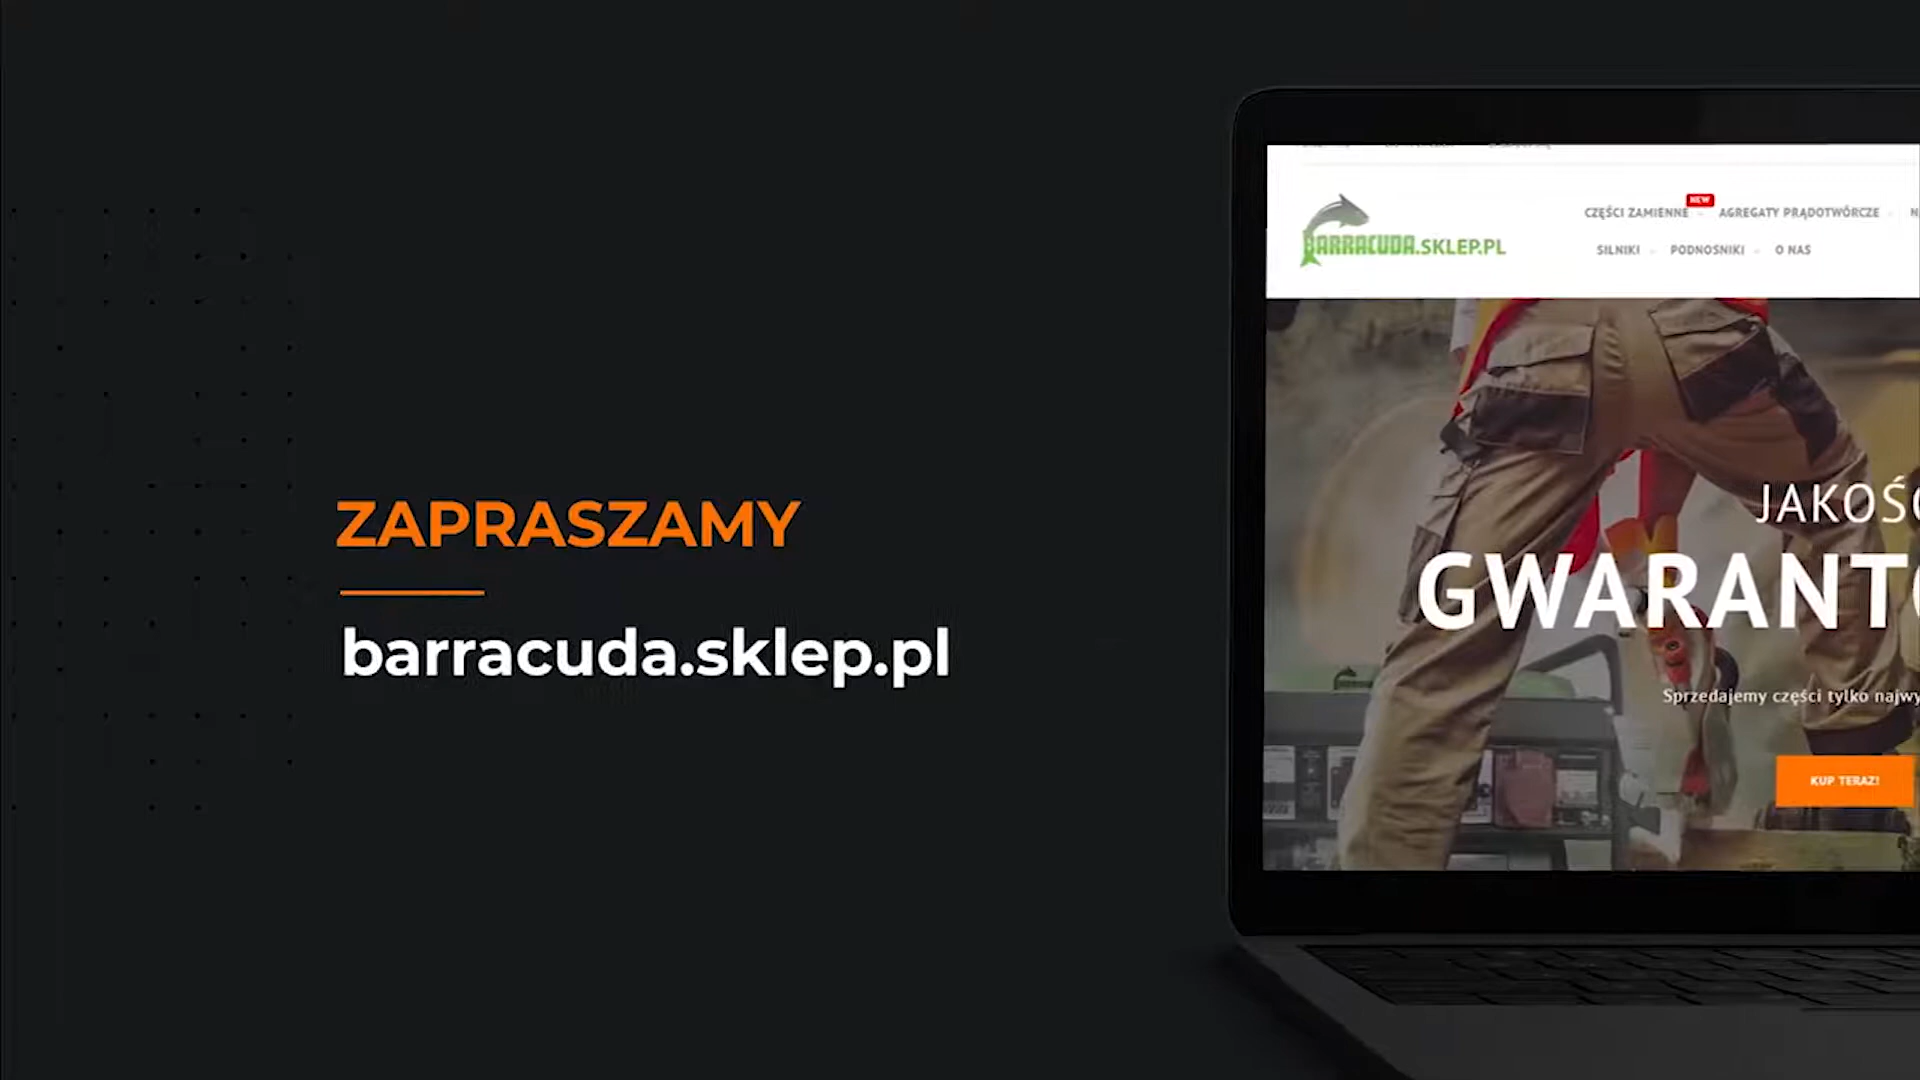 ZAPRASZAMY
barracuda.sklep.pl
BARRACUDA.SKLEP.PL
NEW
CZĘŚCI ZAMIENNE AGREGATY PRĄDOTWÓRCZE
SILNIKI PODNOSNIKI O NAS
JAKOŚ
GWARANT
Sprzedajemy części tylko najwy
KUP TERAZ!